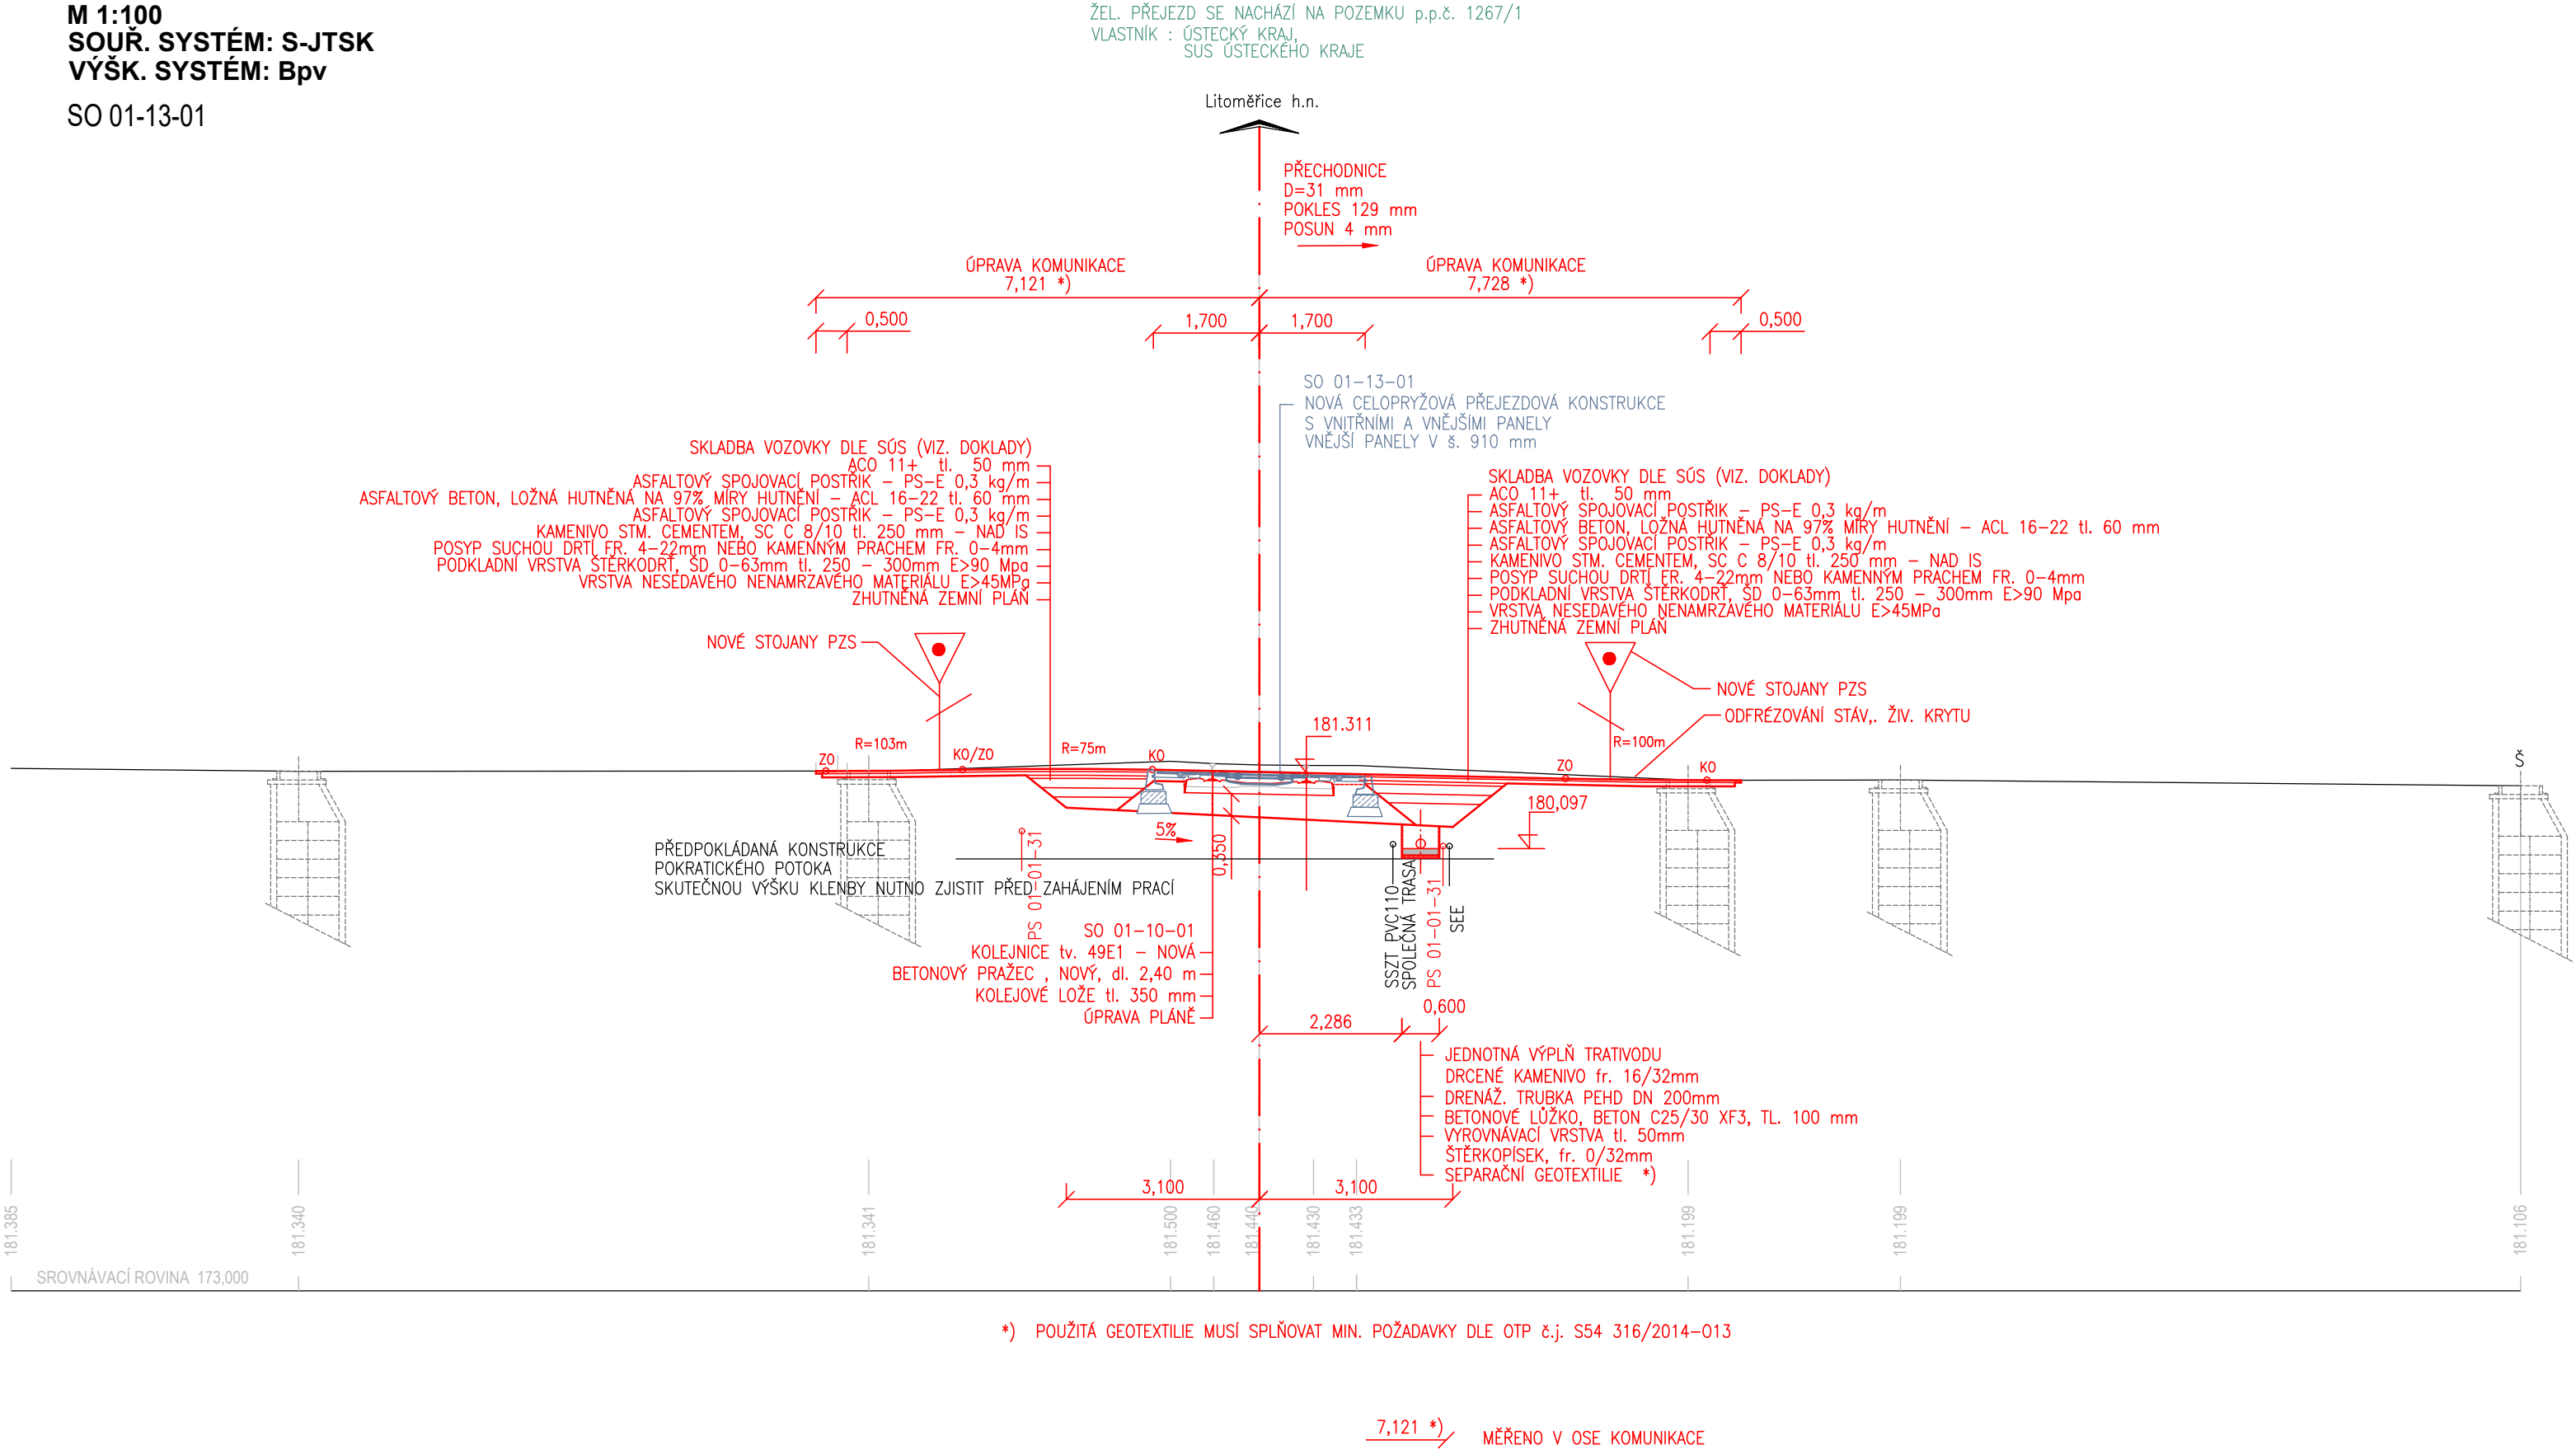 M 1:100
SOUŘ. SYSTÉM: S-JTSK
VÝŠK. SYSTÉM: Bpv
SO 01-13-01
ŽEL. PŘEJEZD SE NACHÁZÍ NA POZEMKU p.p.č. 1267/1
VLASTNÍK : ÚSTECKÝ KRAJ,
SUS ÚSTECKÉHO KRAJE
Litoměřice h.n.
PŘECHODNICE
D=31 mm
POKLES 129 mm
POSUN 4 mm
ÚPRAVA KOMUNIKACE
7,121 *)
ÚPRAVA KOMUNIKACE
7,728 *)
0,500
1,700
1,700
0,500
SO 01-13-01
NOVÁ CELOPRYŽOVÁ PŘEJEZDOVÁ KONSTRUKCE
S VNITŘNÍMI A VNĚJŠÍMI PANELY
VNĚJŠÍ PANELY V š. 910 mm
SKLADBA VOZOVKY DLE SÚS (VIZ. DOKLADY)
ACO 11+ tl. 50 mm
ASFALTOVÝ SPOJOVACÍ POSTŘIK - PS-E 0,3 kg/m
ASFALTOVÝ BETON, LOŽNÁ HUTNĚNÁ NA 97% MÍRY HUTNĚNÍ - ACL 16-22 tl. 60 mm
ASFALTOVÝ SPOJOVACÍ POSTŘIK - PS-E 0,3 kg/m
KAMENIVO STM. CEMENTEM, SC C 8/10 tl. 250 mm - NAD IS
POSYP SUCHOU DRTÍ FR. 4-22mm NEBO KAMENNÝM PRACHEM FR. 0-4mm
PODKLADNÍ VRSTVA ŠTĚRKODRŤ, ŠD 0-63mm tl. 250 - 300mm E>90 Mpa
VRSTVA NESEDAVÉHO NENAMRZAVÉHO MATERIÁLU E>45MPa
ZHUTNĚNÁ ZEMNÍ PLÁŇ
SKLADBA VOZOVKY DLE SÚS (VIZ. DOKLADY)
ACO 11+ tl. 50 mm
ASFALTOVÝ SPOJOVACÍ POSTŘIK - PS-E 0,3 kg/m
ASFALTOVÝ BETON, LOŽNÁ HUTNĚNÁ NA 97% MÍRY HUTNĚNÍ - ACL 16-22 tl. 60 mm
ASFALTOVÝ SPOJOVACÍ POSTŘIK - PS-E 0,3 kg/m
KAMENIVO STM. CEMENTEM, SC C 8/10 tl. 250 mm - NAD IS
POSYP SUCHOU DRTÍ FR. 4-22mm NEBO KAMENNÝM PRACHEM FR. 0-4mm
PODKLADNÍ VRSTVA ŠTĚRKODRŤ, ŠD 0-63mm tl. 250 - 300mm E>90 Mpa
VRSTVA NESEDAVÉHO NENAMRZAVÉHO MATERIÁLU E>45MPa
ZHUTNĚNÁ ZEMNÍ PLÁŇ
NOVÉ STOJANY PZS
NOVÉ STOJANY PZS
ODFRÉZOVÁNÍ STÁV,. ŽIV. KRYTU
181.311
ZO
R=103m
KO/ZO
R=75m
KO
ZO
R=100m
KO
Š
180,097
5%
0,350
PŘEDPOKLÁDANÁ KONSTRUKCE
POKRATICKÉHO POTOKA
SKUTEČNOU VÝŠKU KLENBY NUTNO ZJISTIT PŘED ZAHÁJENÍM PRACÍ
PS 01-01-31
SSZT PVC110
SPOLEČNÁ TRASA
PS 01-01-31
SEE
SO 01-10-01
KOLEJNICE tv. 49E1 - NOVÁ
BETONOVÝ PRAŽEC , NOVÝ, dl. 2,40 m
KOLEJOVÉ LOŽE tl. 350 mm
ÚPRAVA PLÁNĚ
2,286
0,600
JEDNOTNÁ VÝPLŇ TRATIVODU
DRCENÉ KAMENIVO fr. 16/32mm
DRENÁŽ. TRUBKA PEHD DN 200mm
BETONOVÉ LŮŽKO, BETON C25/30 XF3, TL. 100 mm
VYROVNÁVACÍ VRSTVA tl. 50mm
ŠTĚRKOPÍSEK, fr. 0/32mm
SEPARAČNÍ GEOTEXTILIE *)
3,100
3,100
181.385
181.340
181.341
181.500
181.460
181.440
181.430
181.433
181.199
181.199
181.106
SROVNÁVACÍ ROVINA 173,000
*) POUŽITÁ GEOTEXTILIE MUSÍ SPLŇOVAT MIN. POŽADAVKY DLE OTP č.j. S54 316/2014-O13
7,121 *)
MĚŘENO V OSE KOMUNIKACE